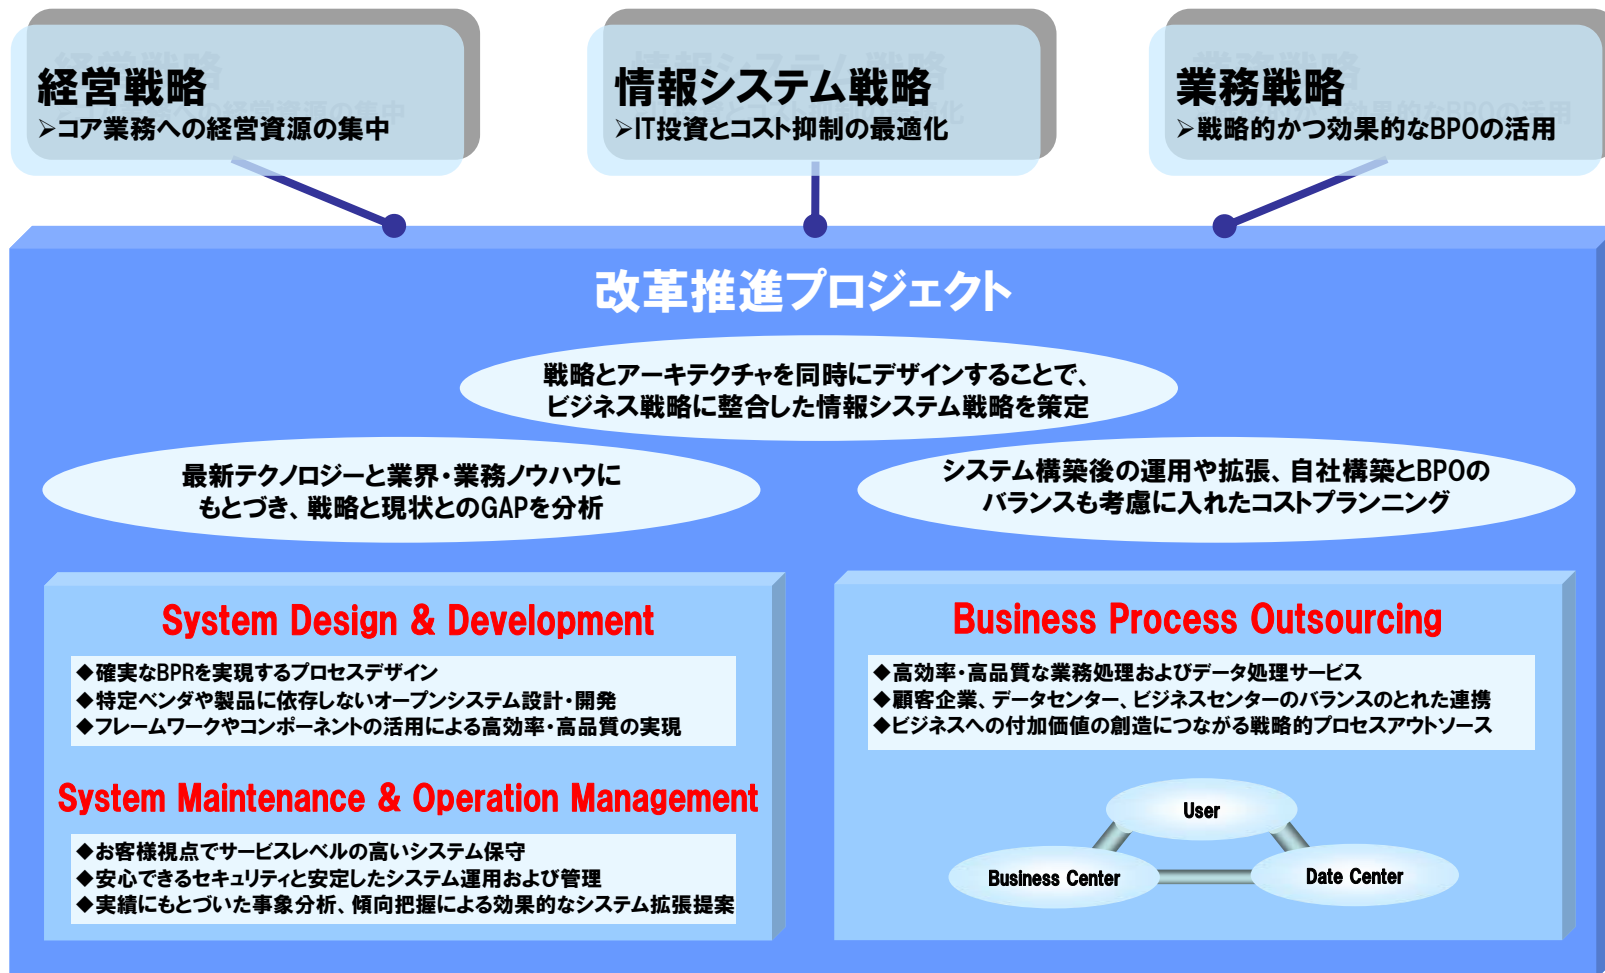 経営戦略
➢コア業務への経営資源の集中
情報システム戦略
➢IT投資とコスト抑制の最適化
業務戦略
➢戦略的かつ効果的なBPOの活用
改革推進プロジェクト
戦略とアーキテクチャを同時にデザインすることで、
ビジネス戦略に整合した情報システム戦略を策定
最新テクノロジーと業界・業務ノウハウに
もとづき、戦略と現状とのGAPを分析
システム構築後の運用や拡張、自社構築とBPOの
バランスも考慮に入れたコストプランニング
System Design & Development
◆確実なBPRを実現するプロセスデザイン
◆特定ベンダや製品に依存しないオープンシステム設計・開発
◆フレームワークやコンポーネントの活用による高効率・高品質の実現
System Maintenance & Operation Management
◆お客様視点でサービスレベルの高いシステム保守
◆安心できるセキュリティと安定したシステム運用および管理
◆実績にもとづいた事象分析、傾向把握による効果的なシステム拡張提案
Business Process Outsourcing
◆高効率・高品質な業務処理およびデータ処理サービス
◆顧客企業、データセンター、ビジネスセンターのバランスのとれた連携
◆ビジネスへの付加価値の創造につながる戦略的プロセスアウトソース
User
Business Center
Date Center